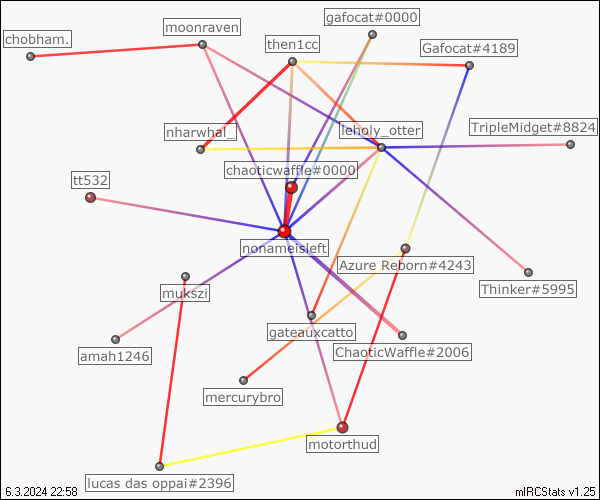 gafocat#0000
moonraven
chobham.
then1cc
Gafocat#4189
nharwhal_
leholy_otter
TripleMidget#8824
chaoticwaffle#0000
tt532
nonameisleft
Azure Reborn#4243
mukszi
Thinker#5995
gateauxcatto
amah1246
ChaoticWaffle#2006
mercurybro
motorthud
lucas das oppai#2396
6.3.2024 22:58
mIRCStats v1.25